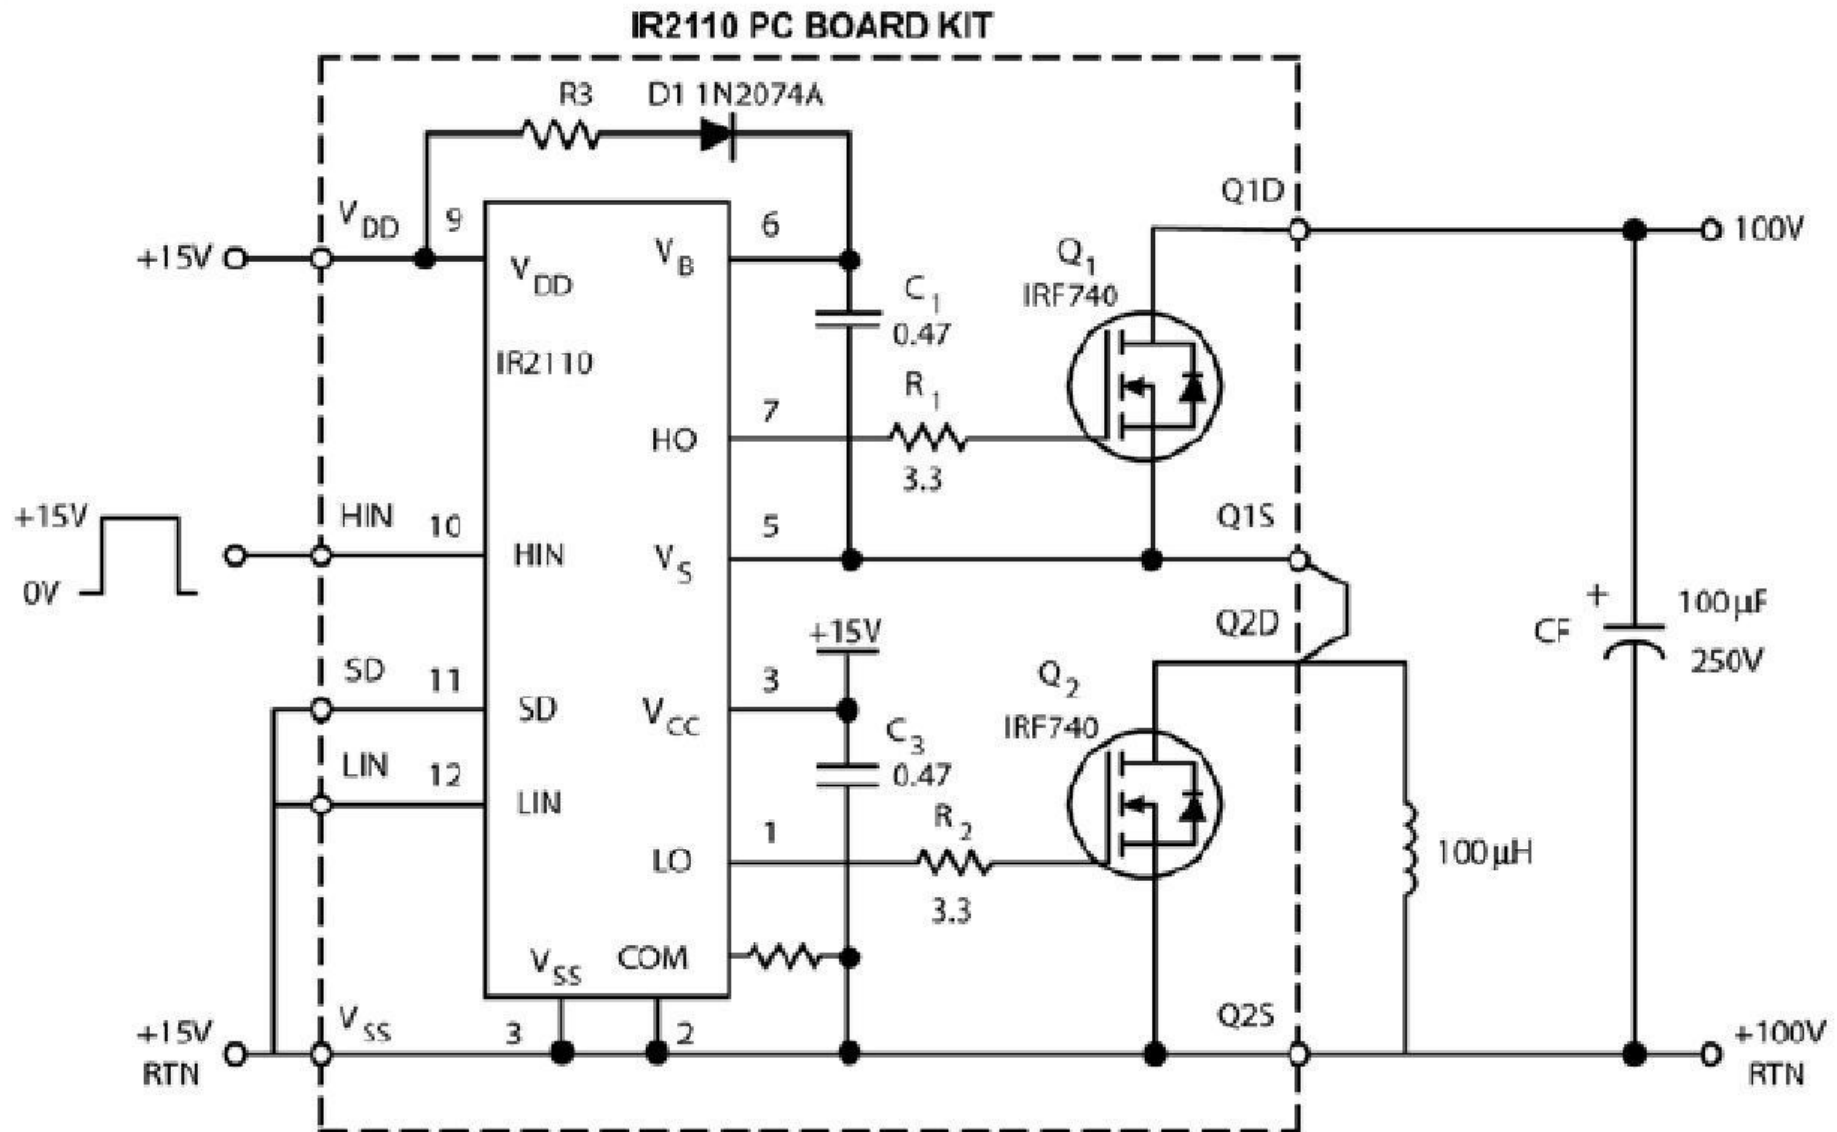 IR2110 PC BOARD KIT
R3
D1 1N2074A
Q1D
VDD
9
6
+15V
VDD
VB
100V
Q1
IRF740
C1
0.47
IR2110
R1
7
HO
3.3
+15V
0V
HIN
10
HIN
5
VS
Q1S
+15V
Q2D
+
CF
100µF
250V
SD
11
SD
3
VCC
Q2
IRF740
C3
0.47
LIN
12
LIN
R2
1
LO
3.3
100µH
VSS
COM
+15V
RTN
VSS
3
2
Q2S
+100V
RTN